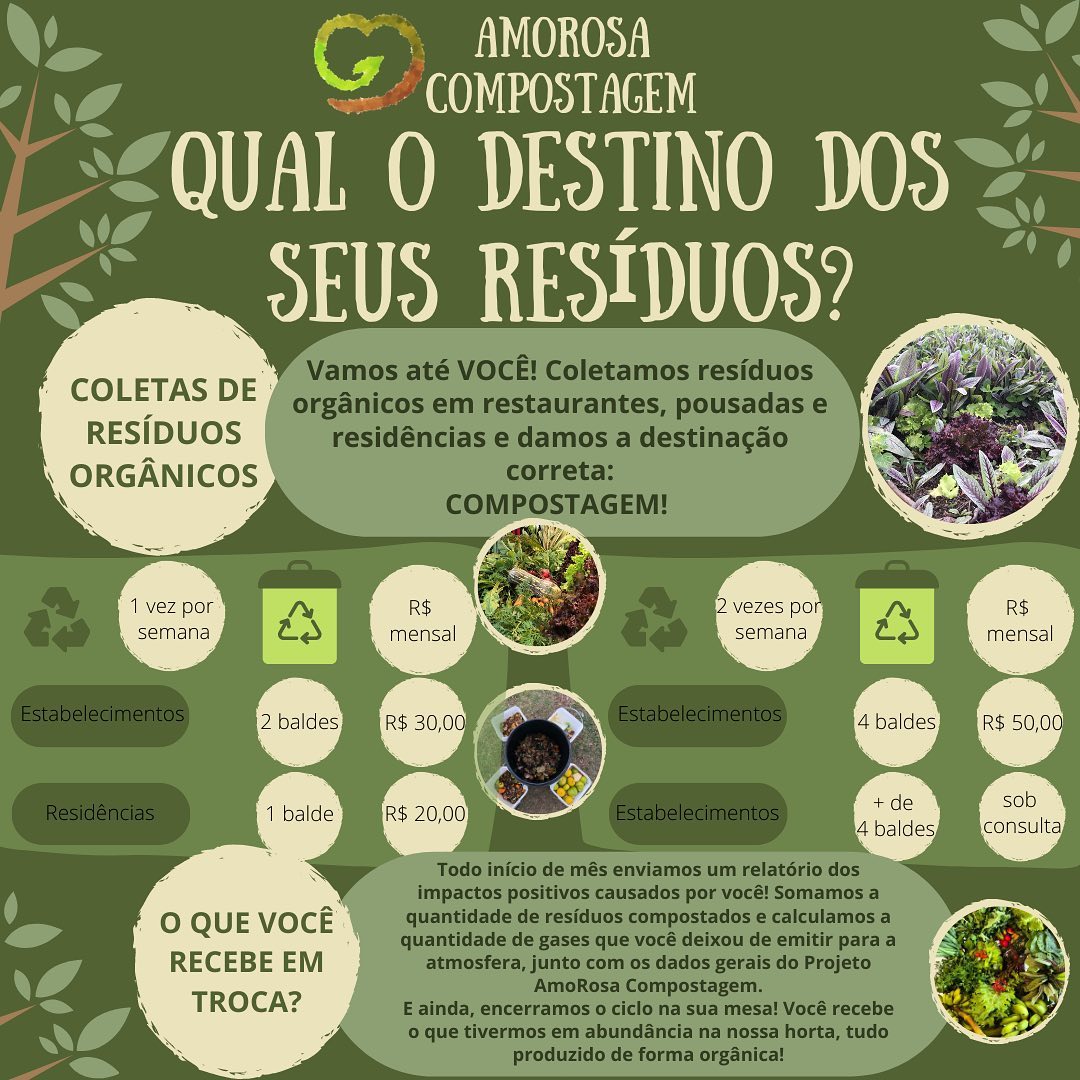 AMOROSA
COMPOSTAGEM
QUAL O DESTINO DOS
SEUS RESÍDUOS?
COLETAS DE
RESÍDUOS
ORGÂNICOS
Vamos até VOCÊ! Coletamos resíduos
orgânicos em restaurantes, pousadas e
residências e damos a destinação
correta:
COMPOSTAGEM!
1 vez por
semana
R$
mensal
Estabelecimentos
2 baldes
R$ 30,00
Residências
1 balde
R$ 20,00
2 vezes por
semana
R$
mensal
Estabelecimentos
4 baldes
R$ 50,00
Estabelecimentos
+ de
4 baldes
sob
consulta
O QUE VOCÊ
RECEBE EM
TROCA?
Todo início de mês enviamos um relatório dos
impactos positivos causados por você! Somamos a
quantidade de resíduos compostados e calculamos a
quantidade de gases que você deixou de emitir para a
atmosfera, junto com os dados gerais do Projeto
AmoRosa Compostagem.
E ainda, encerramos o ciclo na sua mesa! Você recebe
o que tivermos em abundância na nossa horta, tudo
produzido de forma orgânica!